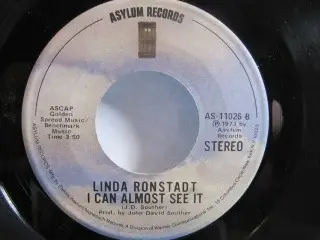 ASYLUM RECORDS
ASCAP
Golden
Spread Music/
Benchmark
Music
Time 3:50
AS-11026-B
Ⓟ 1973 by
Asylum
Records
STEREO
LINDA RONSTADT
I CAN ALMOST SEE IT
(J.D. Souther)
Prod. by John David Souther